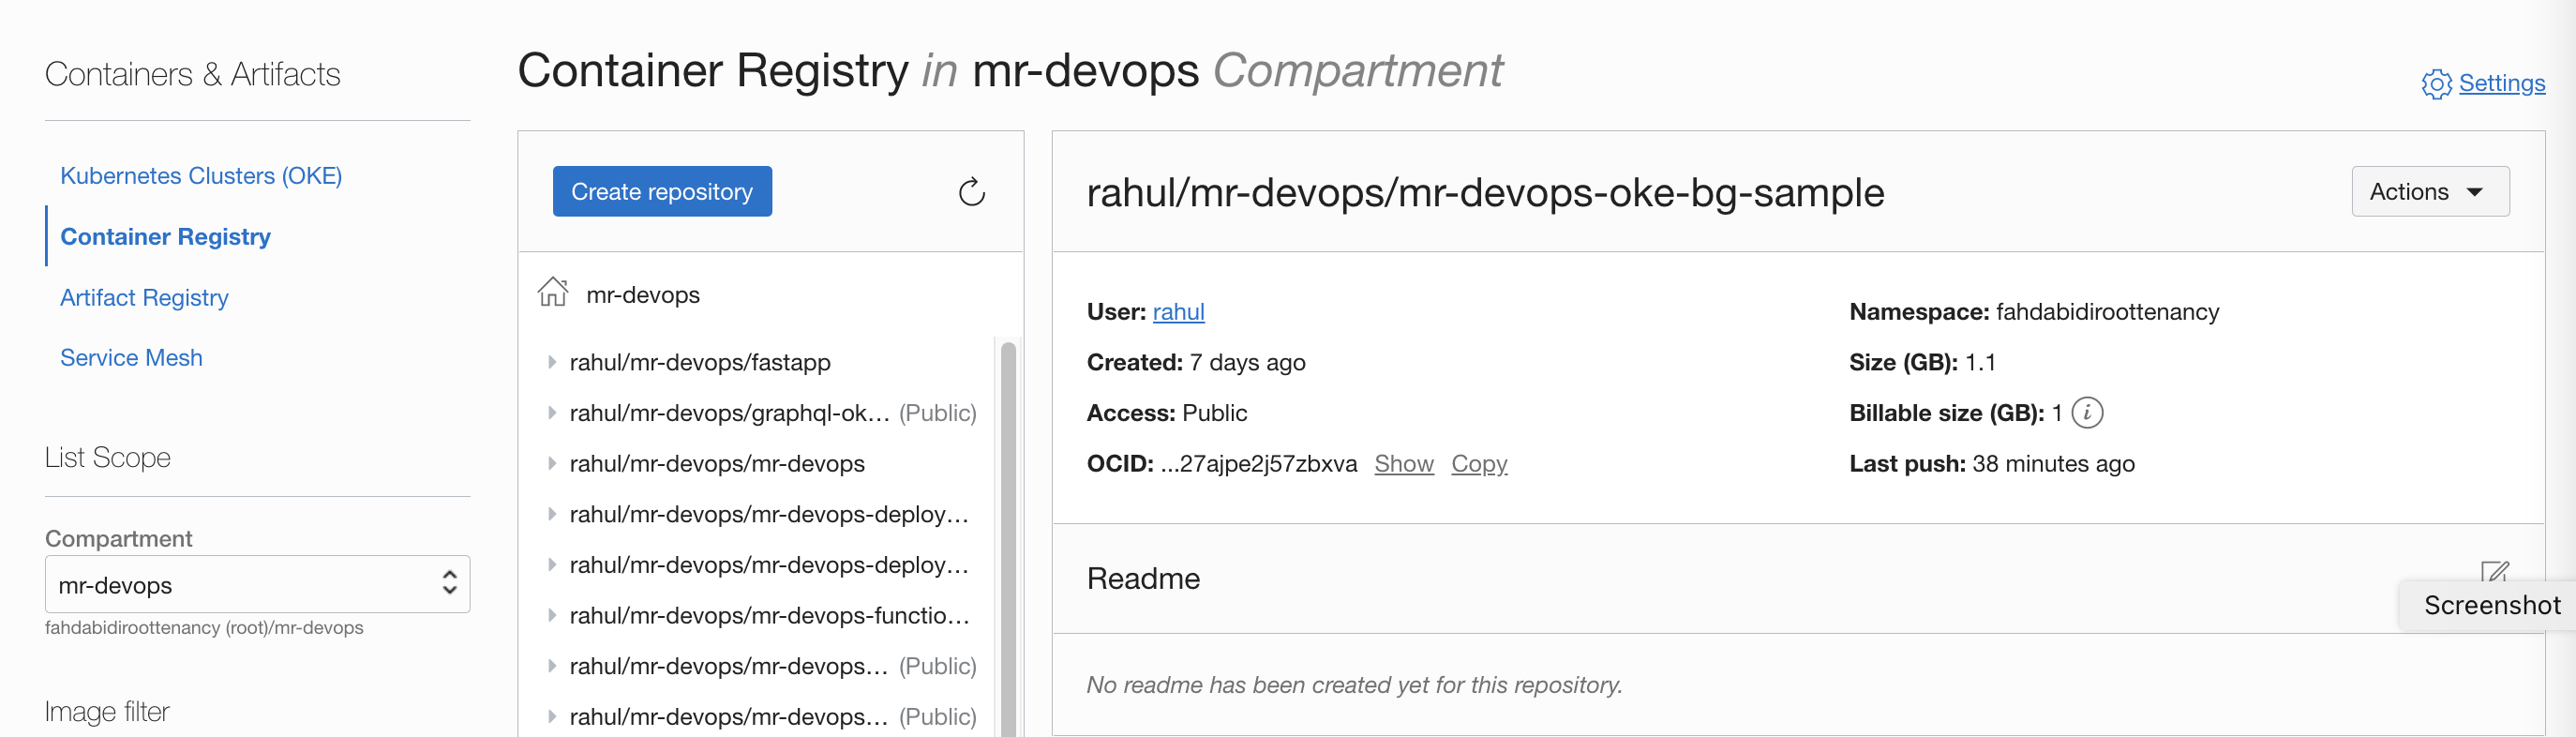 Containers & Artifacts
Kubernetes Clusters (OKE)
Container Registry
Artifact Registry
Service Mesh
List Scope
Compartment
mr-devops
fahdabidiroottenancy (root)/mr-devops
Image filter
Container Registry in mr-devops Compartment
Settings
Create repository
mr-devops
rahul/mr-devops/fastapp
rahul/mr-devops/graphql-ok... (Public)
rahul/mr-devops/mr-devops
rahul/mr-devops/mr-devops-deploy...
rahul/mr-devops/mr-devops-deploy...
rahul/mr-devops/mr-devops-functio...
rahul/mr-devops/mr-devops... (Public)
rahul/mr-devops/mr-devops... (Public)
rahul/mr-devops/mr-devops-oke-bg-sample
Actions
User: rahul
Created: 7 days ago
Access: Public
OCID: ...27ajpe2j57zbxva Show Copy
Namespace: fahdabidiroottenancy
Size (GB): 1.1
Billable size (GB): 1 i
Last push: 38 minutes ago
Readme
Screenshot
No readme has been created yet for this repository.